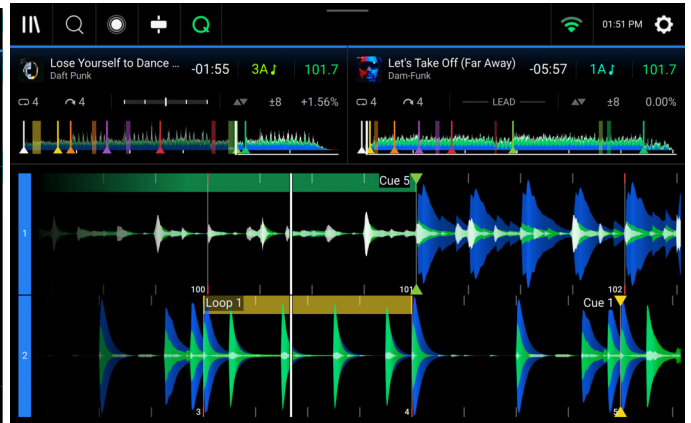 Q
01:51 PM
Lose Yourself to Dance ...
Daft Punk
-01:55
3A
101.7
Let's Take Off (Far Away)
Dam-Funk
-05:57
1A
101.7
4
4
±8
+1.56%
4
4
LEAD
±8
0.00%
1
Cue 5
100
101
102
2
Loop 1
Cue 1
3
4
5